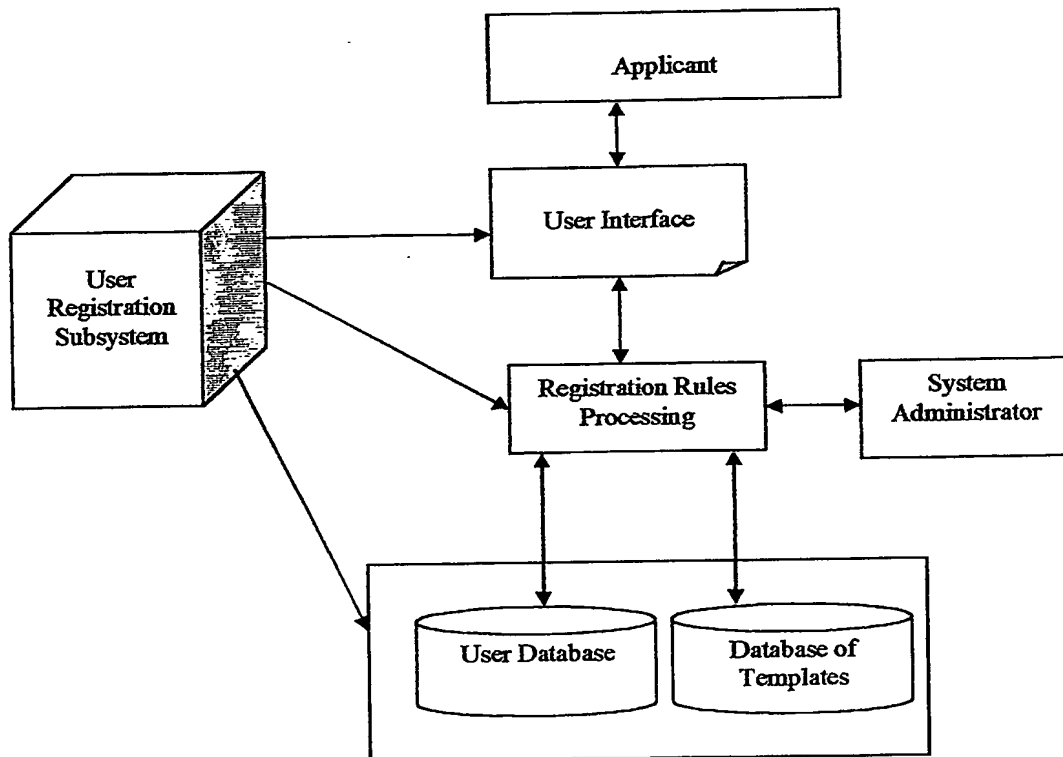 Applicant
User Interface
User
Registration
Subsystem
Registration Rules
Processing
System
Administrator
User Database
Database of
Templates